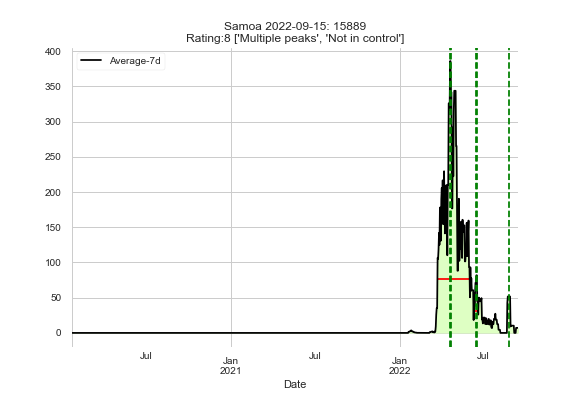 Samoa 2022-09-15: 15889
Rating:8 ['Multiple peaks', 'Not in control']
Average-7d
400
350
300
250
200
150
100
50
0
Jul
Jan
2021
Jul
Jan
2022
Jul
Date